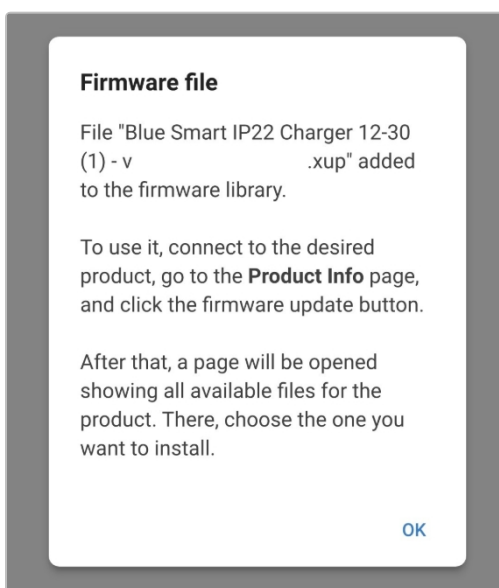 Firmware file
File "Blue Smart IP22 Charger 12-30
(1) - v .xup" added
to the firmware library.
To use it, connect to the desired
product, go to the Product Info page,
and click the firmware update button.
After that, a page will be opened
showing all available files for the
product. There, choose the one you
want to install.
OK